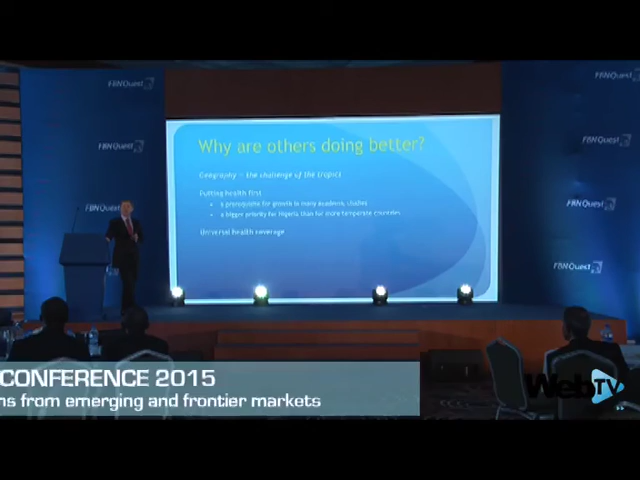 FBNQuest
FBNQuest
FBNQuest
FBNQuest
FBNQuest
FBNQuest
FBNQuest
Why are others doing better?
Geography – the challenge of the tropics
Putting health first
a prerequisite for growth in many academic studies
a bigger priority for Nigeria than for more temperate countries
Universal health coverage
CONFERENCE 2015
ns from emerging and frontier markets
WebTV